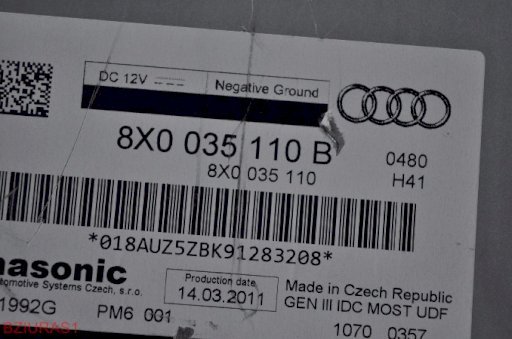 DC 12V
Negative Ground
8X0 035 110 B
0480
8X0 035 110
H41
*018AUZ5ZBK91283208*
nasonic
tomotive Systems Czech, s.r.o.
Production date
14.03.2011
Made in Czech Republic
GEN III IDC MOST UDF
1992G
PM6 001
1070 0357
BZIURAS1